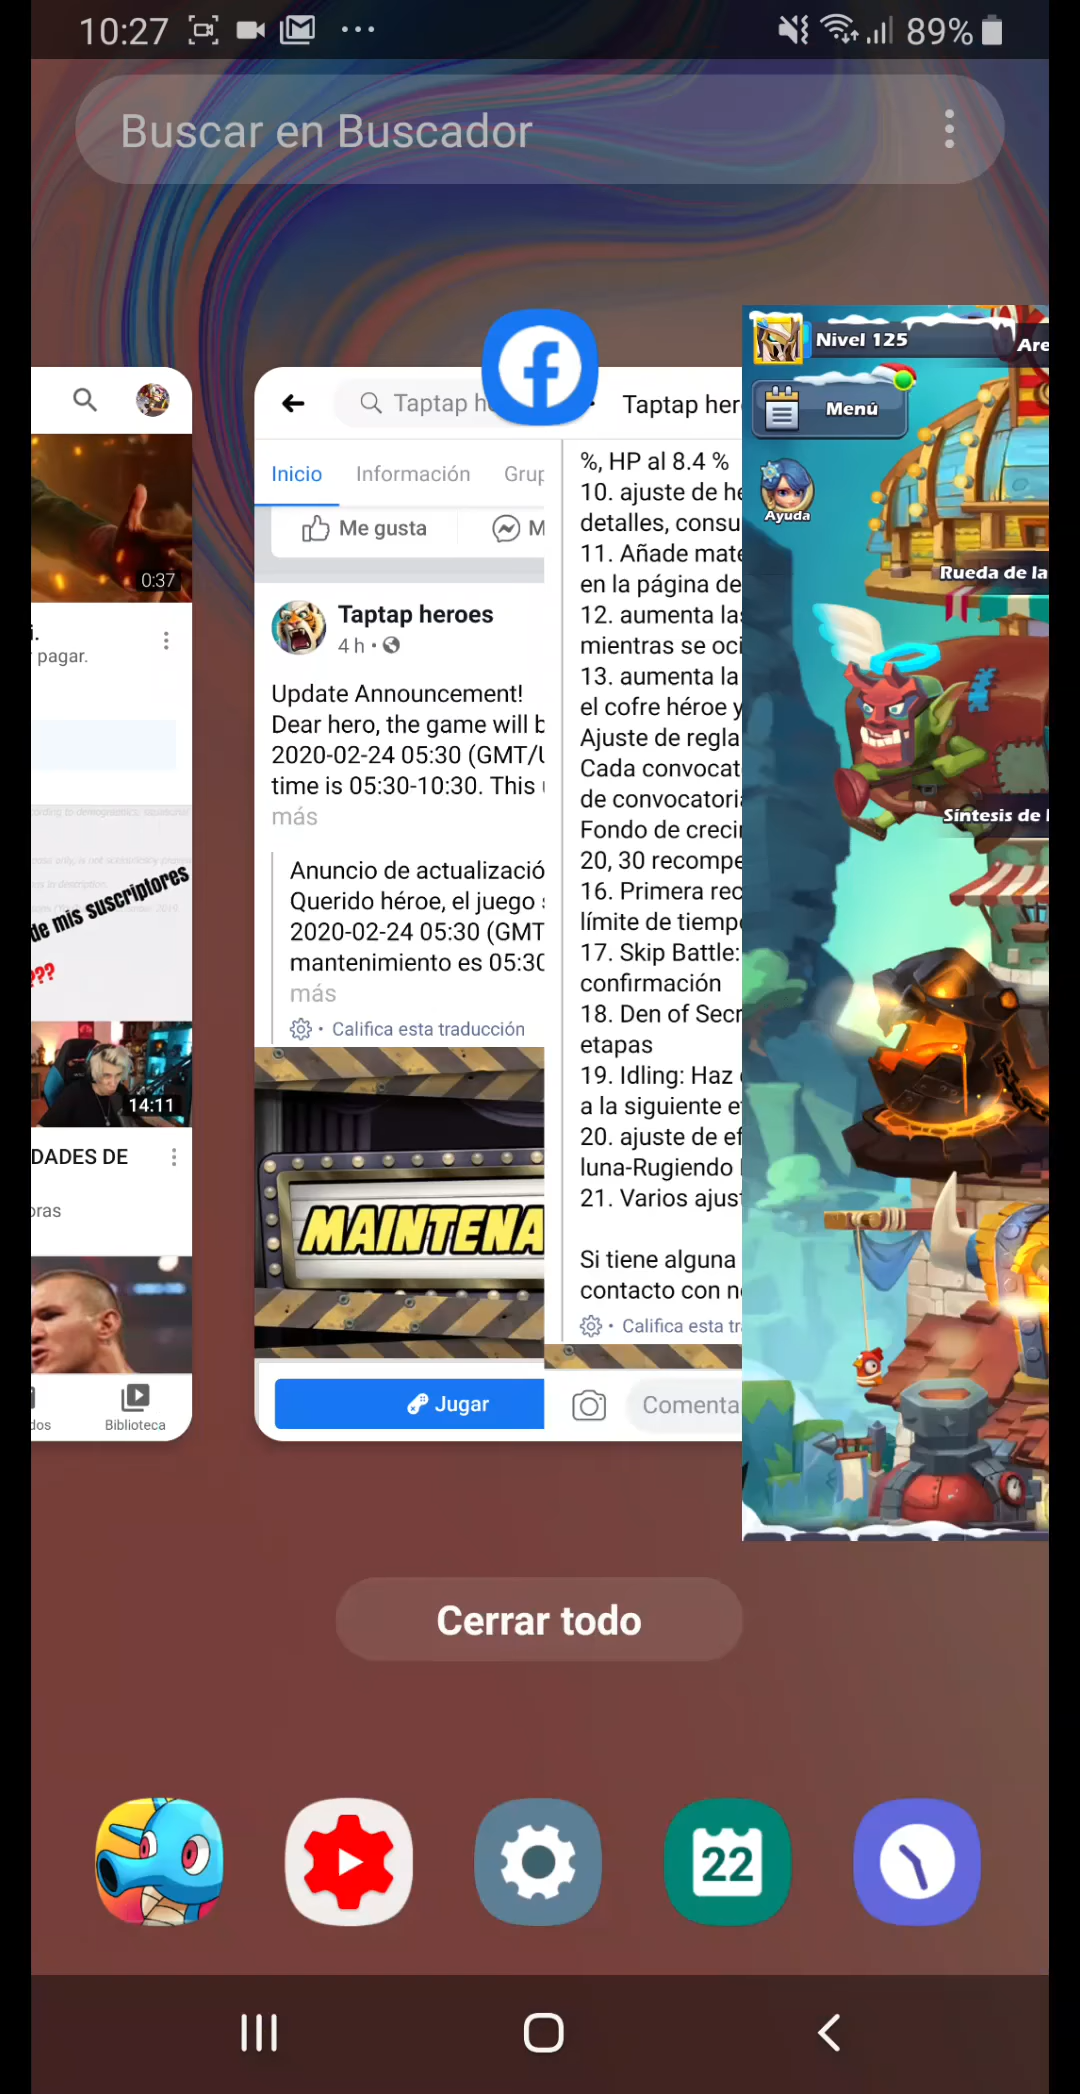 10:27
89%
Buscar en Buscador
0:37
pagar.
de mis suscriptores
???
14:11
DADES DE
oras
dos
Biblioteca
Taptap he
Inicio
Información
Grup
Me gusta
M
Taptap heroes
4 h
Update Announcement!
Dear hero, the game will b
2020-02-24 05:30 (GMT/U
time is 05:30-10:30. This
más
Anuncio de actualizació
Querido héroe, el juego
2020-02-24 05:30 (GMT
mantenimiento es 05:30
más
Califica esta traducción
MAINTENA
Jugar
Taptap her
%, HP al 8.4 %
10. ajuste de he
detalles, consu
11. Añade mate
en la página de
12. aumenta la
mientras se oci
13. aumenta la
el cofre héroe y
Ajuste de regla
Cada convocat
de convocatoria
Fondo de creci
20, 30 recompe
16. Primera rec
límite de tiempo
17. Skip Battle:
confirmación
18. Den of Secr
etapas
19. Idling: Haz
a la siguiente e
20. ajuste de ef
luna-Rugiendo
21. Varios ajust
Si tiene alguna
contacto con n
Califica esta tr
Comenta
Nivel 125
Are
Menú
Ayuda
Rueda de la
Síntesis de
Cerrar todo
22